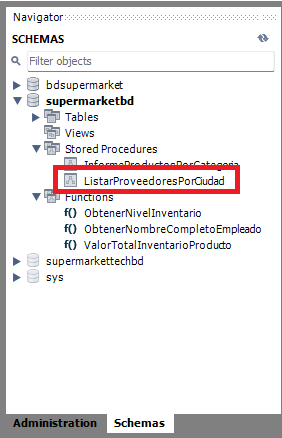 Navigator
SCHEMAS
Filter objects
bdsupermarket
supermarketbd
Tables
Views
Stored Procedures
InformeProductosPorCategoria
ListarProveedoresPorCiudad
Functions
f() ObtenerNivelInventario
f() ObtenerNombreCompletoEmpleado
f() ValorTotalInventarioProducto
supermarkettechbd
sys
Administration Schemas